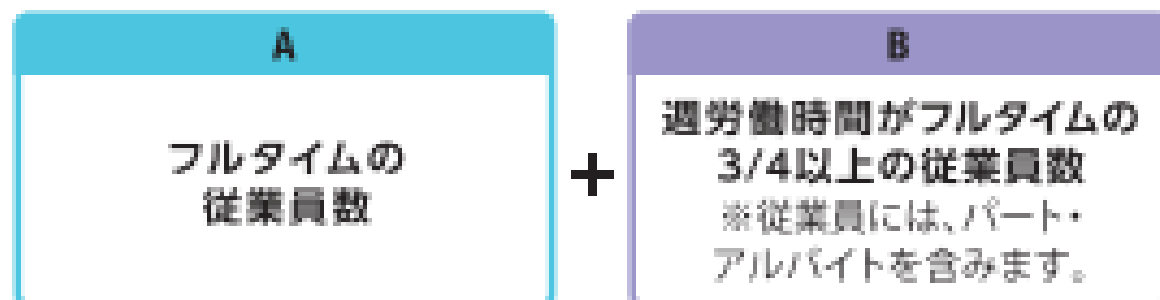 A
フルタイムの
従業員数
+
B
週労働時間がフルタイムの
3/4以上の従業員数
※従業員には、パート・
アルバイトを含みます。